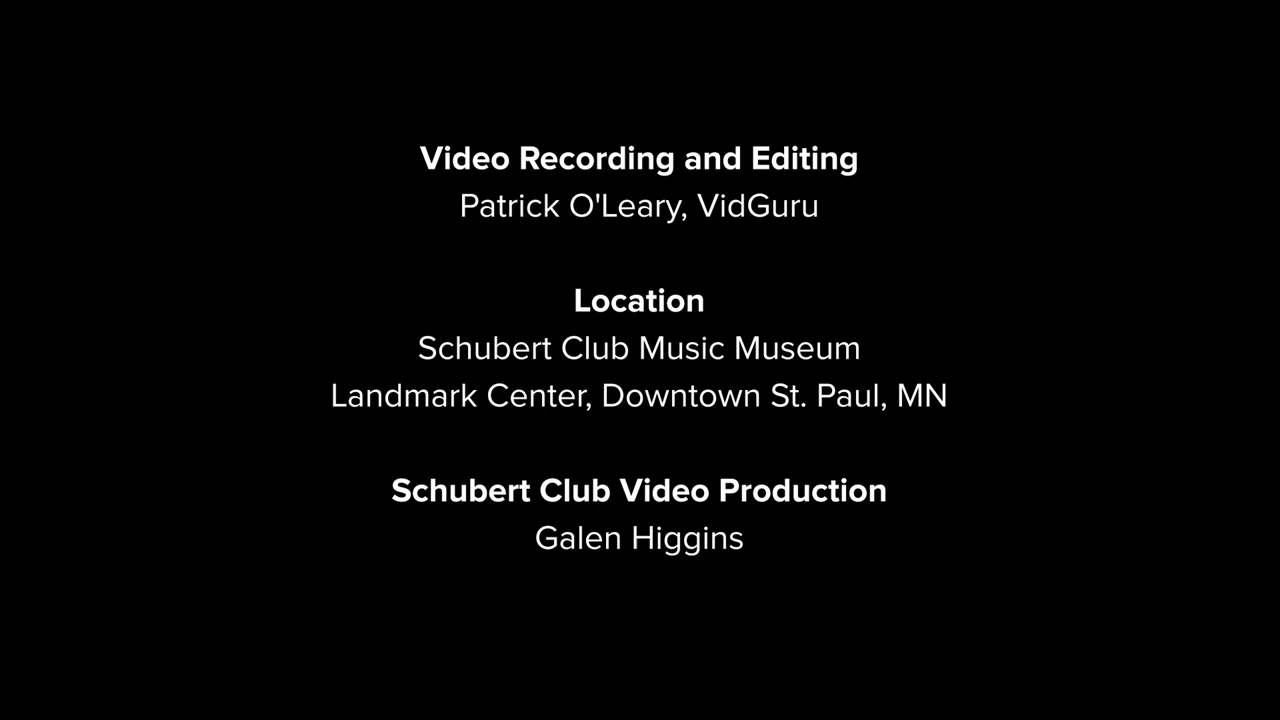 Video Recording and Editing
Patrick O'Leary, VidGuru
Location
Schubert Club Music Museum
Landmark Center, Downtown St. Paul, MN
Schubert Club Video Production
Galen Higgins